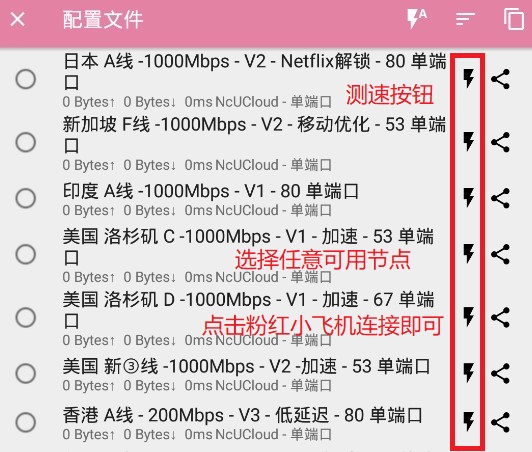 配置文件
A
日本 A线 -1000Mbps - V2 - Netflix解锁 - 80 单端
口
0 Bytes↑ 0 Bytes↓ 0ms NcUCloud - 单端口
测速按钮
新加坡 F线 -1000Mbps - V2 - 移动优化 - 53 单端
口
0 Bytes↑ 0 Bytes↓ 0ms NcUCloud - 单端口
印度 A线 -1000Mbps - V1 - 80 单端口
0 Bytes↑ 0 Bytes↓ 0ms NcUCloud - 单端口
美国 洛杉矶 C -1000Mbps - V1 - 加速 - 53 单端
口
选择任意可用节点
0 Bytes↑ 0 Bytes↓ 0ms NcUCloud - 单端口
美国 洛杉矶 D -1000Mbps - V1 - 加速 - 67 单端
口
点击粉红小飞机连接即可
0 Bytes↑ 0 Bytes↓ 0ms NcUCloud - 单端口
美国 新③线 -1000Mbps - V2 -加速 - 53 单端口
0 Bytes↑ 0 Bytes↓ 0ms NcUCloud - 单端口
香港 A线 - 200Mbps - V3 - 低延迟 - 80 单端口
0 Bytes↑ 0 Bytes↓ 0ms NcUCloud - 单端口